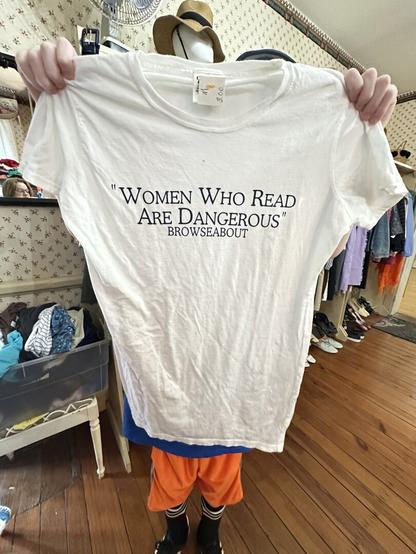 "WOMEN WHO READ
ARE DANGEROUS"
BROWSEABOUT